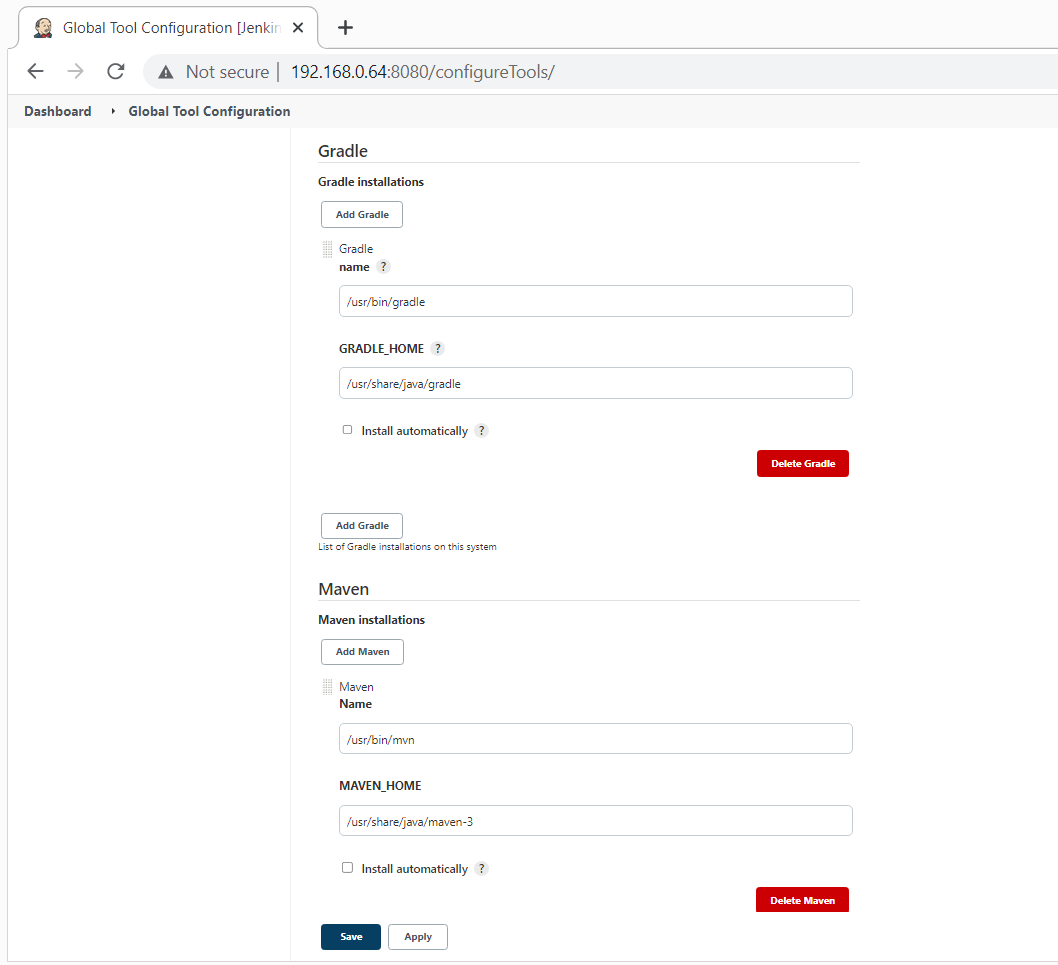 Global Tool Configuration [Jenkin
Not secure | 192.168.0.64:8080/configureTools/
Dashboard Global Tool Configuration
Gradle
Gradle installations
Add Gradle
Gradle
name ?
/usr/bin/gradle
GRADLE_HOME ?
/usr/share/java/gradle
Install automatically ?
Delete Gradle
Add Gradle
List of Gradle installations on this system
Maven
Maven installations
Add Maven
Maven
Name
/usr/bin/mvn
MAVEN_HOME
/usr/share/java/maven-3
Install automatically ?
Delete Maven
Save Apply